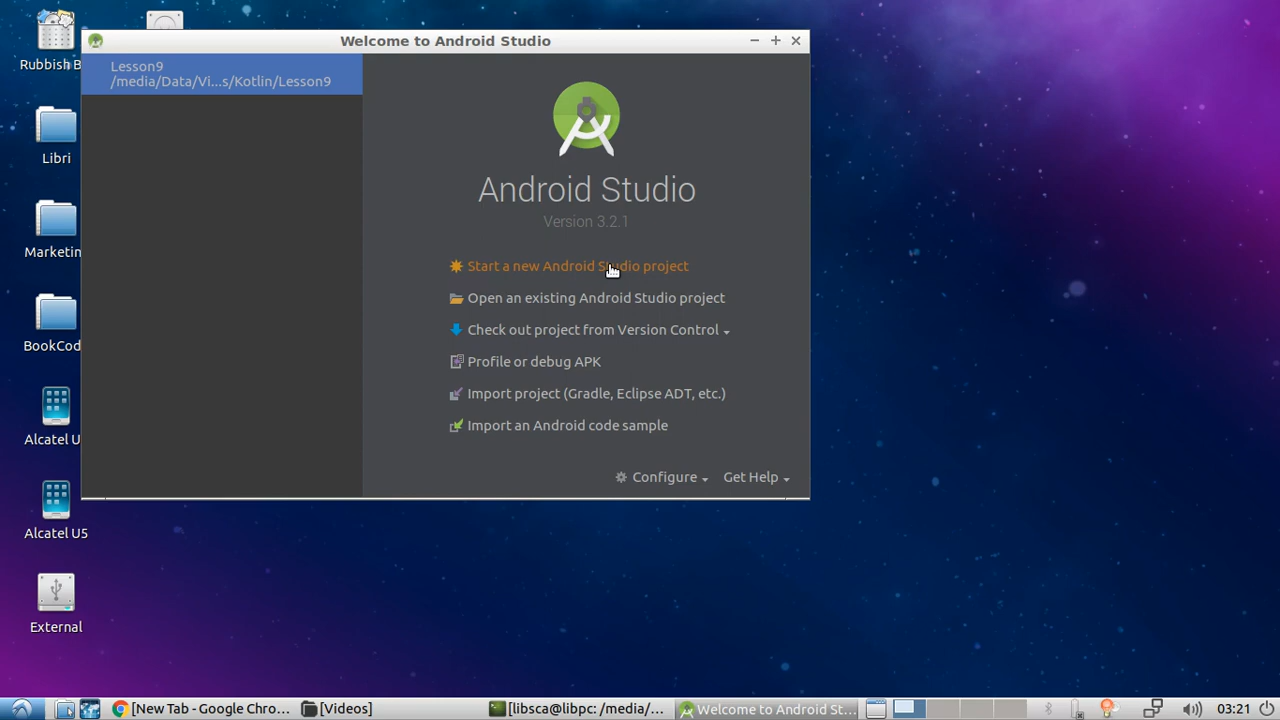 Rubbish B
Libri
Marketin
BookCod
Alcatel U
Alcatel U5
External
Welcome to Android Studio
Lesson9
/media/Data/Vi...s/Kotlin/Lesson9
Android Studio
Version 3.2.1
Start a new Android Studio project
Open an existing Android Studio project
Check out project from Version Control
Profile or debug APK
Import project (Gradle, Eclipse ADT, etc.)
Import an Android code sample
Configure
Get Help
[New Tab - Google Chro...
[Videos]
[libsca@libpc: /media/...
Welcome to Android St...
03:21